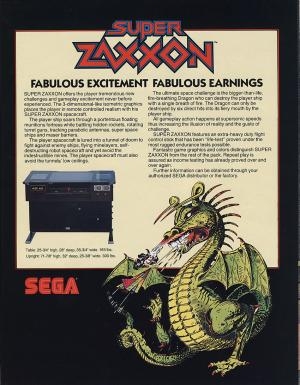 SUPER
ZAXXON
FABULOUS EXCITEMENT FABULOUS EARNINGS
SUPER ZAXXON offers the player tremendous new
challenges and gameplay excitement never before
experienced. The 3-dimensional-like isometric graphics
places the player in remote controlled realism with his
SUPER ZAXXON spacecraft.
The player skip soars through a portentous floating
munitions fortress while battling hidden rockets, rotating
turret guns, tracking parabolic antennas, super space
ships and mazer barriers.
The player spacecraft is lured into a tunnel of doom to
fight against enemy ships, flying minelayers, self-
destructing robot spacecraft and yet avoid the
indestructible mines. The player spacecraft must also
avoid the tunnels' low ceilings.
The ultimate space challenge is the bigger-than-life,
fire-breathing Dragon who can destroy the player ship
with a single breath of fire. The Dragon can only be
destroyed by six direct hits into its fiery mouth by the
player ship.
All gameplay action happens at supersonic speeds
thus increasing the illusion of reality and the gusto of
challenge.
SUPER ZAXXON features an extra-heavy duty flight
control stick that has been "life-tested" proven under the
most rugged endurance tests possible.
Fantastic game graphics and colors distinguish SUPER
ZAXXON from the rest of the pack. Repeat play is
assured as income testing has already proved over and
over again.
Further information can be obtained through your
authorized SEGA distributor or the factory.
SEGA